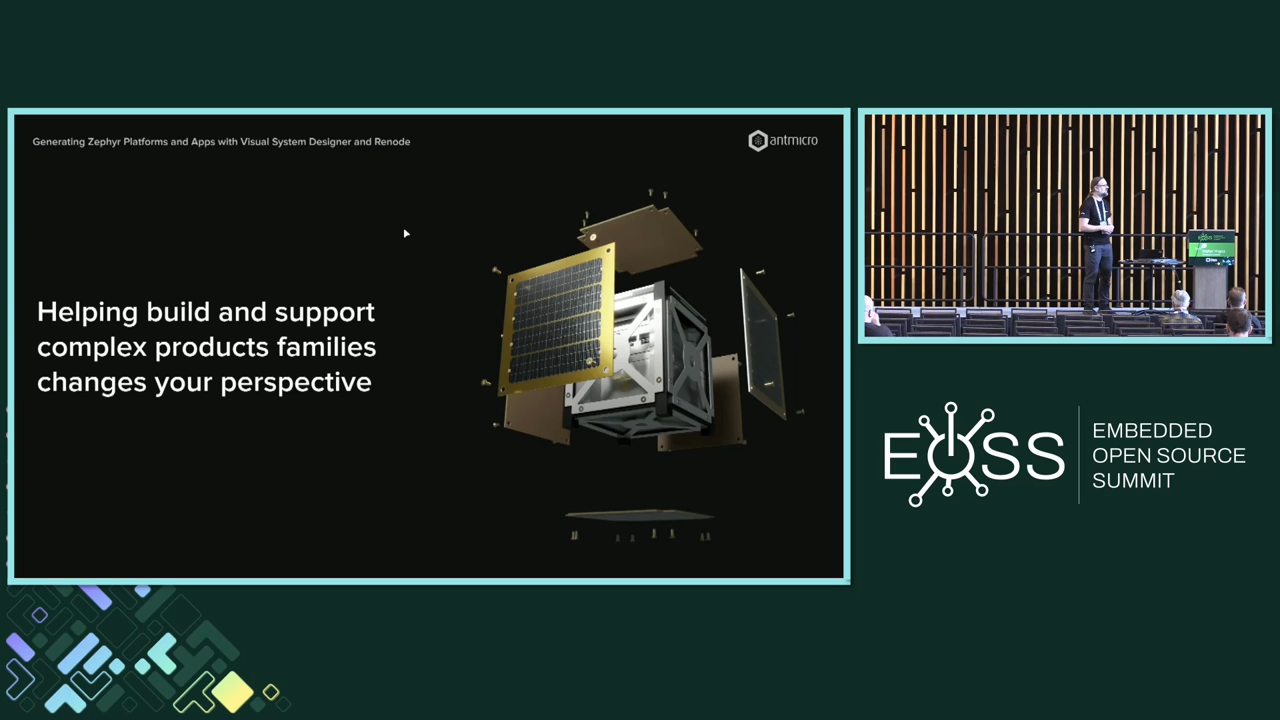 Generating Zephyr Platforms and Apps with Visual System Designer and Renode
antmicro
Helping build and support
complex products families
changes your perspective
EOSS
EOSS
EMBEDDED
OPEN SOURCE
SUMMIT